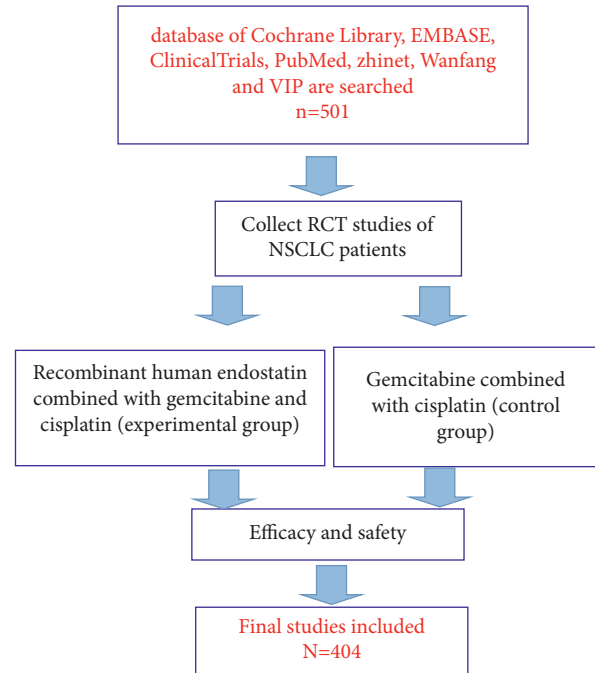 database of Cochrane Library, EMBASE,
ClinicalTrials, PubMed, zhinet, Wanfang
and VIP are searched
n=501
Collect RCT studies of
NSCLC patients
Recombinant human endostatin
combined with gemcitabine and
cisplatin (experimental group)
Gemcitabine combined
with cisplatin (control
group)
Efficacy and safety
Final studies included
N=404